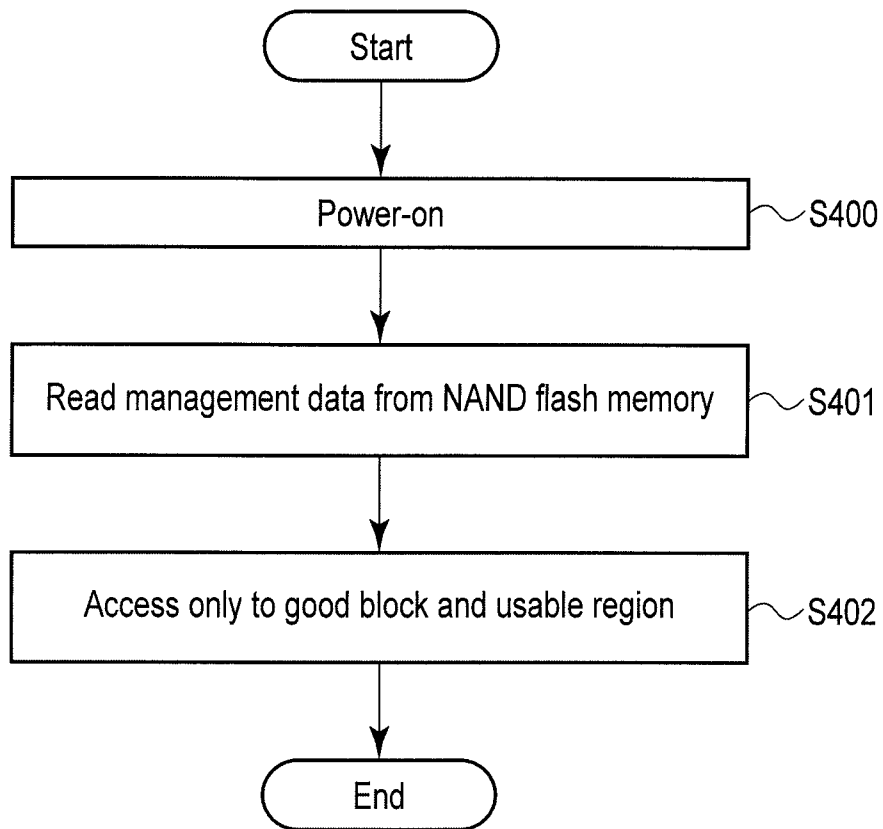 Start
Power-on
S400
Read management data from NAND flash memory
S401
Access only to good block and usable region
S402
End